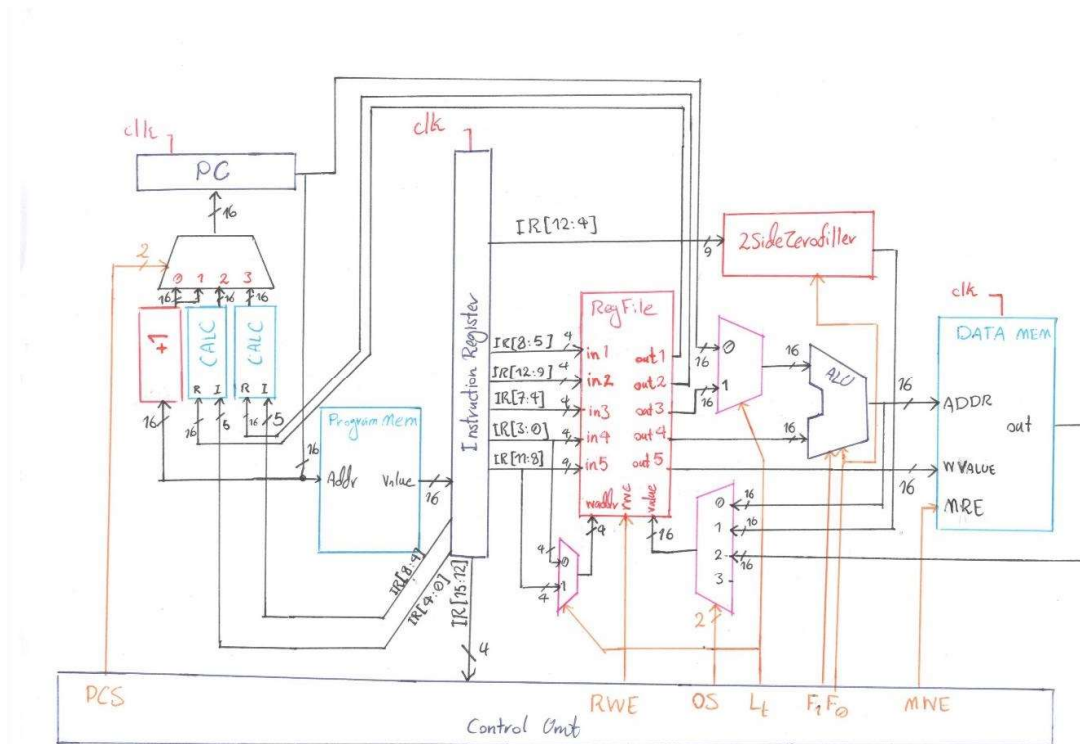 clk
PC
16
2
0 1 2 3
16 16 16 16
+1
CALC
R I
CALC
R I
16
16
5
16
5
16
Program Mem
Addr
Value
16
clk
Instruction Register
IR[12:4]
9
IR[8:5]
4
IR[12:9]
4
IR[7:4]
4
IR[3:0]
4
IR[11:8]
4
IR[8:4]
IR[4:0]
IR[15:12]
4
RegFile
in1
out1
in2
out2
in3
out3
in4
out4
in5
out5
waddr
value
4
16
4
0
1
4
2SideZerofiller
16
0
1
16
16
ALU
16
16
16
0
16
1
16
2
16
3
2
clk
DATA MEM
ADDR
out
WVALUE
MRE
PCS
RWE
OS
Lt
F1 F0
MWE
Control Unit